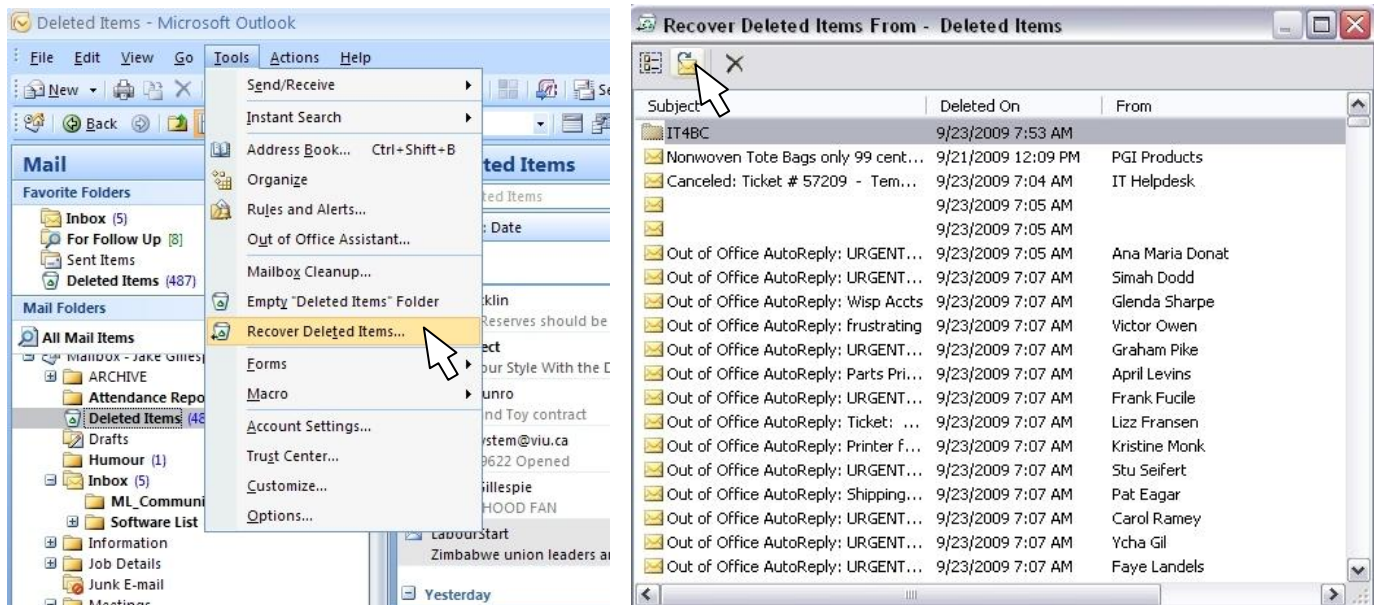 Deleted Items - Microsoft Outlook
File Edit View Go Tools Actions Help
New
Back
Send/Receive
Instant Search
Address Book... Ctrl+Shift+B
Organize
Rules and Alerts...
Out of Office Assistant...
Mailbox Cleanup...
Empty "Deleted Items" Folder
Recover Deleted Items...
Forms
Macro
Account Settings...
Trust Center...
Customize...
Options...
Mail
Favorite Folders
Inbox (5)
For Follow Up [8]
Sent Items
Deleted Items (487)
Mail Folders
All Mail Items
Mailbox - Jake Gillesp
ARCHIVE
Attendance Repo
Deleted Items (48
Drafts
Humour (1)
Inbox (5)
ML_Communi
Software List
Information
Job Details
Junk E-mail
Meetings
ted Items
ted Items
: Date
cklin
Reserves should be
ect
our Style With the D
unro
nd Toy contract
ystem@viu.ca
9622 Opened
illespie
HOOD FAN
LabourStart
Zimbabwe union leaders ar
Yesterday
Recover Deleted Items From - Deleted Items
Subject Deleted On From
IT4BC 9/23/2009 7:53 AM
Nonwoven Tote Bags only 99 cent... 9/21/2009 12:09 PM PGI Products
Canceled: Ticket # 57209 - Tem... 9/23/2009 7:04 AM IT Helpdesk
9/23/2009 7:05 AM
9/23/2009 7:05 AM
Out of Office AutoReply: URGENT... 9/23/2009 7:05 AM Ana Maria Donat
Out of Office AutoReply: URGENT... 9/23/2009 7:07 AM Simah Dodd
Out of Office AutoReply: Wisp Accts 9/23/2009 7:07 AM Glenda Sharpe
Out of Office AutoReply: frustrating 9/23/2009 7:07 AM Victor Owen
Out of Office AutoReply: URGENT... 9/23/2009 7:07 AM Graham Pike
Out of Office AutoReply: Parts Pri... 9/23/2009 7:07 AM April Levins
Out of Office AutoReply: URGENT... 9/23/2009 7:07 AM Frank Fucile
Out of Office AutoReply: Ticket: ... 9/23/2009 7:07 AM Lizz Fransen
Out of Office AutoReply: Printer f... 9/23/2009 7:07 AM Kristine Monk
Out of Office AutoReply: URGENT... 9/23/2009 7:07 AM Stu Seifert
Out of Office AutoReply: Shipping... 9/23/2009 7:07 AM Pat Eagar
Out of Office AutoReply: URGENT... 9/23/2009 7:07 AM Carol Ramey
Out of Office AutoReply: URGENT... 9/23/2009 7:07 AM Ycha Gil
Out of Office AutoReply: URGENT... 9/23/2009 7:07 AM Faye Landels